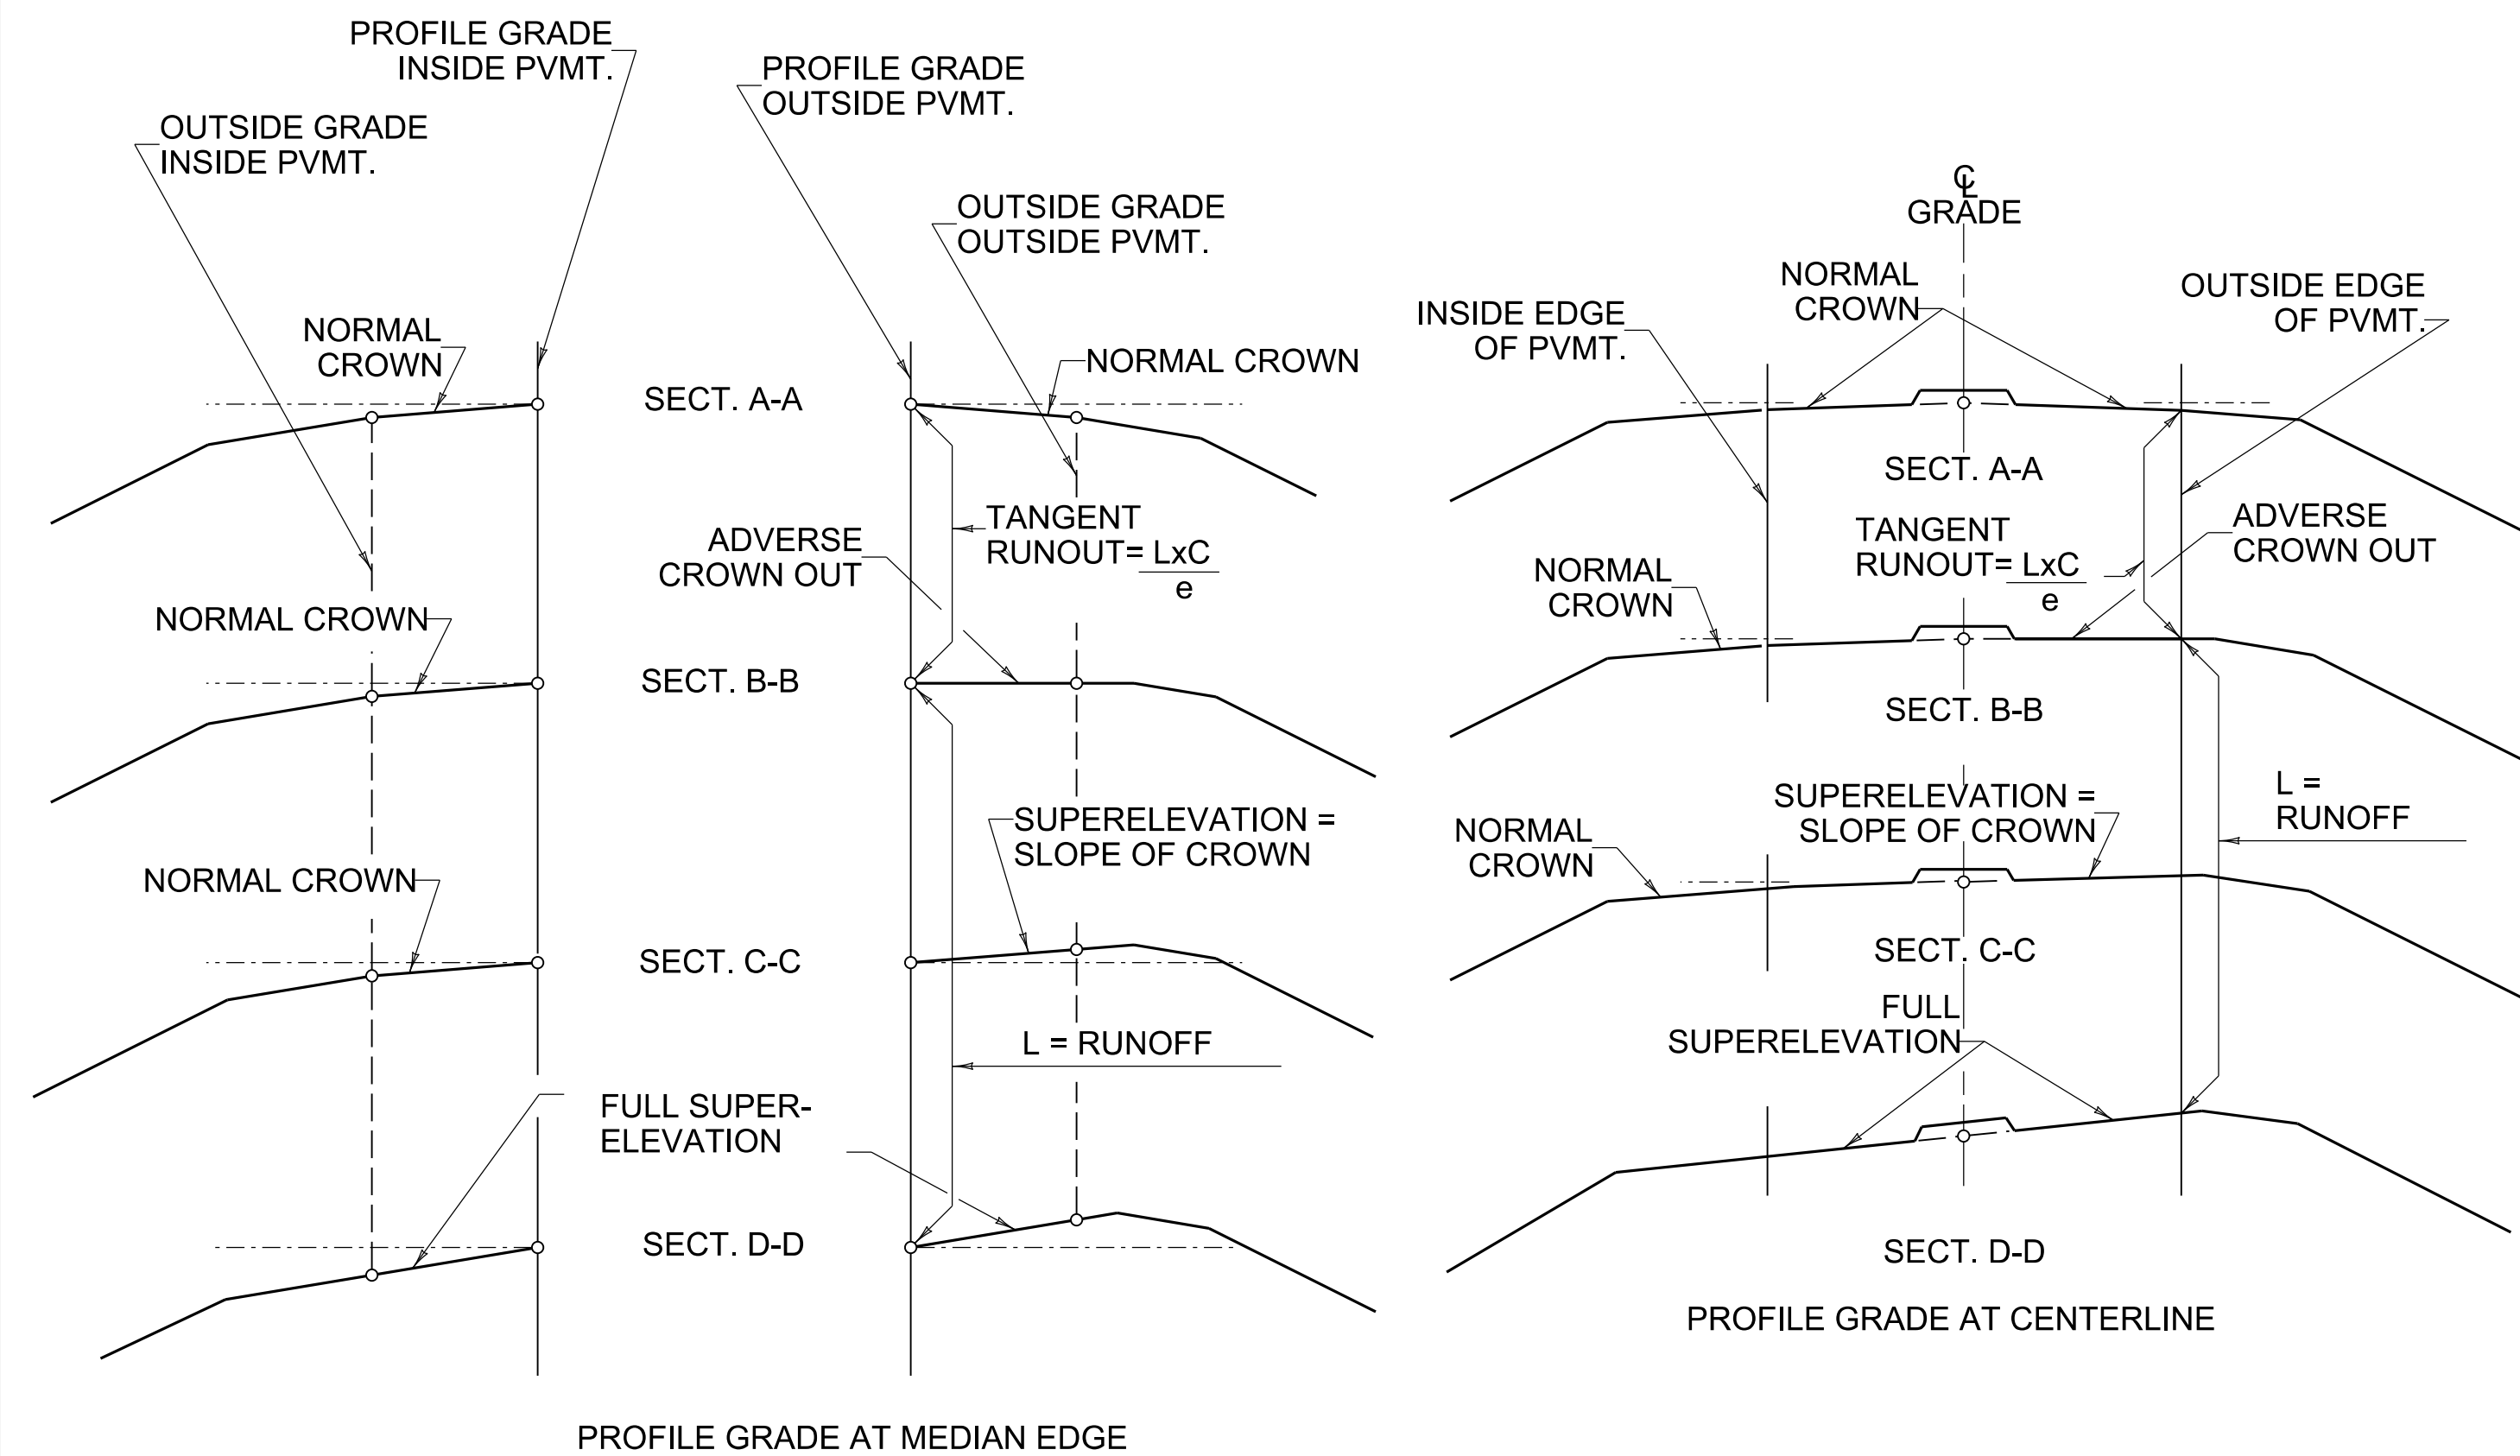 PROFILE GRADE
INSIDE PVMT.
OUTSIDE GRADE
INSIDE PVMT.
PROFILE GRADE
OUTSIDE PVMT.
OUTSIDE GRADE
OUTSIDE PVMT.
NORMAL
CROWN
SECT. A-A
NORMAL CROWN
ADVERSE
CROWN OUT
TANGENT
RUNOUT= LxC
e
NORMAL CROWN
SECT. B-B
SUPERELEVATION =
SLOPE OF CROWN
NORMAL CROWN
SECT. C-C
L = RUNOFF
FULL SUPER-
ELEVATION
SECT. D-D
PROFILE GRADE AT MEDIAN EDGE
℄
GRADE
NORMAL
CROWN
INSIDE EDGE
OF PVMT.
OUTSIDE EDGE
OF PVMT.
SECT. A-A
TANGENT
RUNOUT= LxC
e
ADVERSE
CROWN OUT
NORMAL
CROWN
SECT. B-B
SUPERELEVATION =
SLOPE OF CROWN
L =
RUNOFF
NORMAL
CROWN
SECT. C-C
FULL
SUPERELEVATION
SECT. D-D
PROFILE GRADE AT CENTERLINE